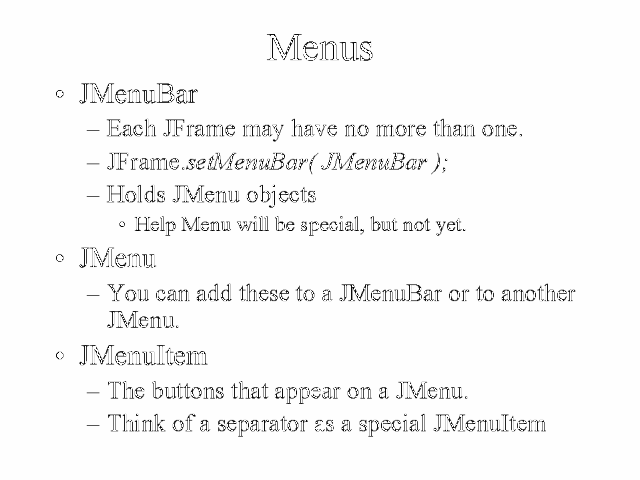 Menus
◦ JMenuBar
– Each JFrame may have no more than one.
– JFrame.setMenuBar( JMenuBar );
– Holds JMenu objects
◦ Help Menu will be special, but not yet.
◦ JMenu
– You can add these to a JMenuBar or to another
JMenu.
◦ JMenuItem
– The buttons that appear on a JMenu.
– Think of a separator as a special JMenuItem